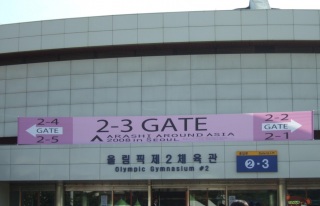 2-4
GATE
2-5
2-3 GATE
ARASHI AROUND ASIA
2008 in SEOUL
2-2
GATE
2-1
올림픽제2체육관
Olympic Gymnasium #2
2·3